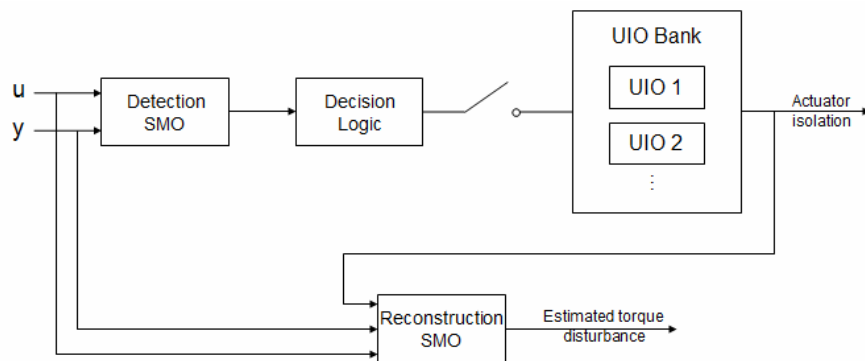 UIO Bank
u
y
Detection
SMO
Decision
Logic
UIO 1
UIO 2
Actuator
isolation
Reconstruction
SMO
Estimated torque
disturbance